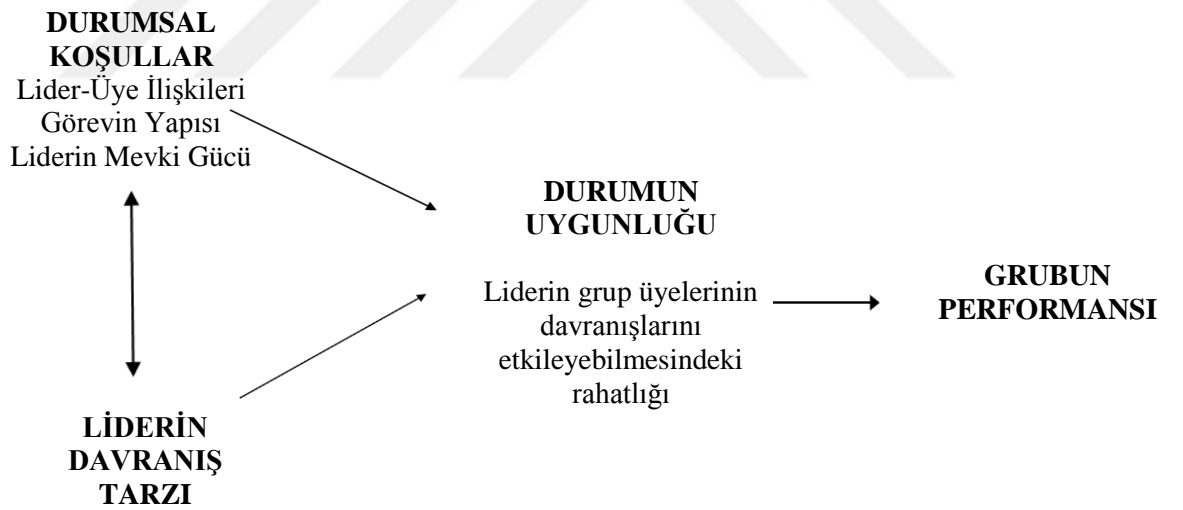 DURUMSAL
KOŞULLAR
Lider-Üye İlişkileri
Görevin Yapısı
Liderin Mevki Gücü
DURUMUN
UYGUNLUĞU
Liderin grup üyelerinin
davranışlarını
etkileyebilmesindeki
rahatlığı
GRUBUN
PERFORMANSI
LİDERİN
DAVRANIŞ
TARZI